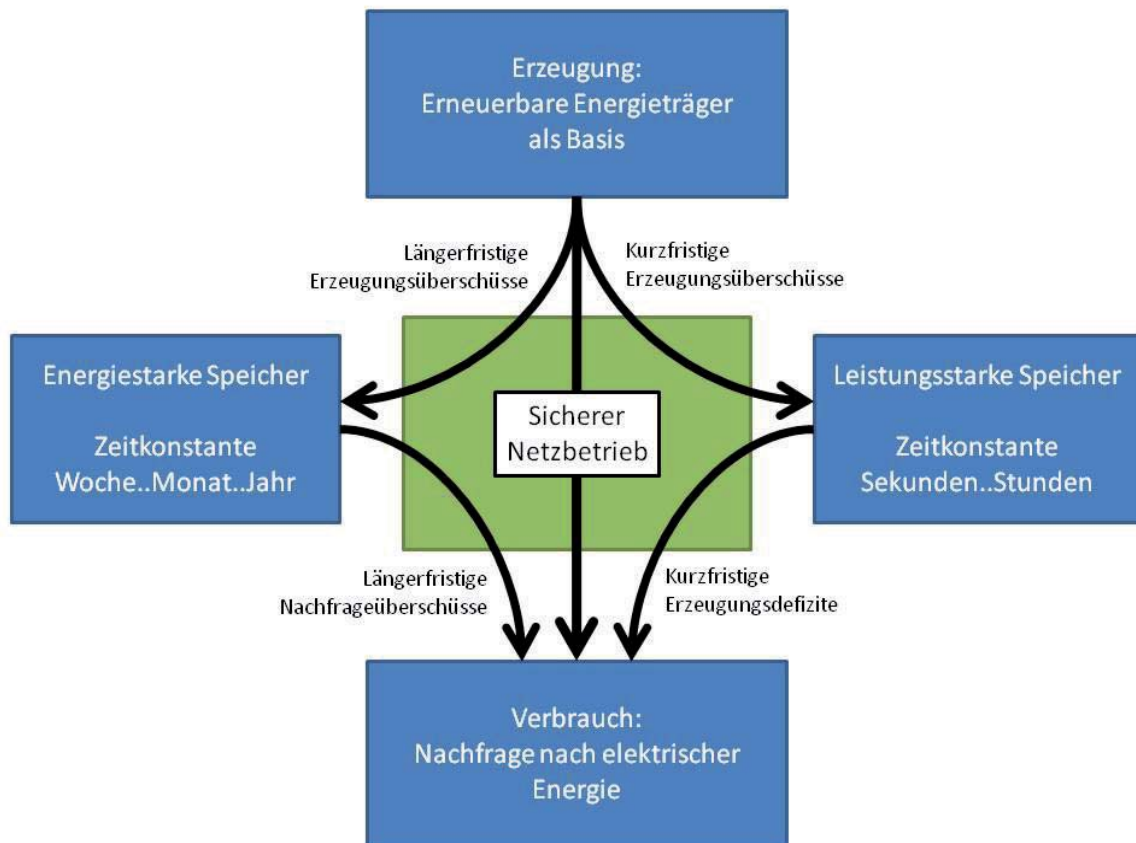 Erzeugung:
Erneuerbare Energieträger
als Basis
Längerfristige
Erzeugungsüberschüsse
Kurzfristige
Erzeugungsüberschüsse
Energiestarke Speicher
Zeitkonstante
Woche..Monat..Jahr
Sicherer
Netzbetrieb
Leistungsstarke Speicher
Zeitkonstante
Sekunden..Stunden
Längerfristige
Nachfrageüberschüsse
Kurzfristige
Erzeugungsdefizite
Verbrauch:
Nachfrage nach elektrischer
Energie